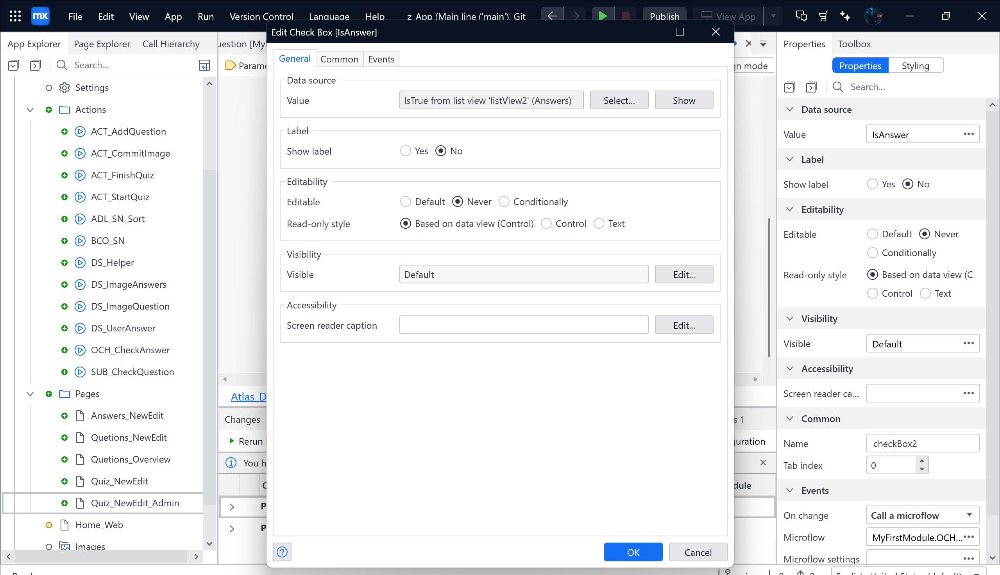 mx File Edit View App Run Version Control Language Help z_App (Main line ('main'), Git Publish View App
Edit Check Box [IsAnswer]
App Explorer Page Explorer Call Hierarchy
Search...
Settings
Actions
ACT_AddQuestion
ACT_CommitImage
ACT_FinishQuiz
ACT_StartQuiz
ADL_SN_Sort
BCO_SN
DS_Helper
DS_ImageAnswers
DS_ImageQuestion
DS_UserAnswer
OCH_CheckAnswer
SUB_CheckQuestion
Pages
Answers_NewEdit
Quetions_NewEdit
Quetions_Overview
Quiz_NewEdit
Quiz_NewEdit_Admin
Home_Web
Images
uestion [My
Parame
gn mode
Atlas_D
Changes
s 1
Rerun
guration
You h
dule
P
P
General Common Events
Data source
Value IsTrue from list view 'listView2' (Answers) Select... Show
Label
Show label Yes No
Editability
Editable Default Never Conditionally
Read-only style Based on data view (Control) Control Text
Visibility
Visible Default Edit...
Accessibility
Screen reader caption Edit...
? OK Cancel
Properties Toolbox
Properties Styling
Search...
Data source
Value IsAnswer
Label
Show label Yes No
Editability
Editable Default Never
Conditionally
Read-only style Based on data view (C
Control Text
Visibility
Visible Default
Accessibility
Screen reader ca...
Common
Name checkBox2
Tab index 0
Events
On change Call a microflow
Microflow MyFirstModule.OCH...
Microflow settings